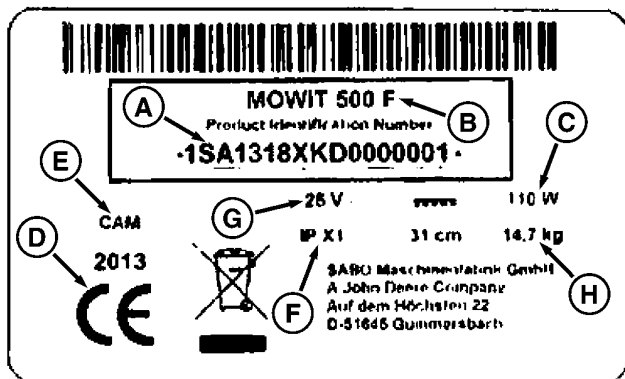 MOWIT 500 F
A
B
Product Identification Number
C
·1SA1318XKD0000001·
E
25 V
110 W
G
CAM
IP X1
31 cm
14,7 kg
D
2013
SABO Maschinenfabrik GmbH
A John Deere Company
H
F
Auf dem Höchsten 22
CE
D-51645 Gummersbach